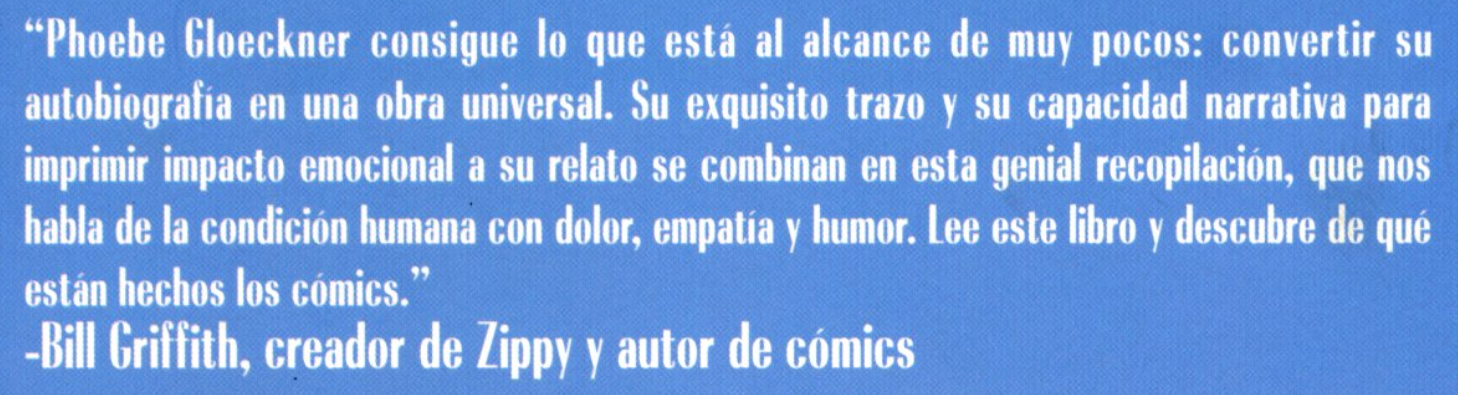 “Phoebe Gloeckner consigue lo que está al alcance de muy pocos: convertir su
autobiografía en una obra universal. Su exquisito trazo y su capacidad narrativa para
imprimir impacto emocional a su relato se combinan en esta genial recopilación, que nos
habla de la condición humana con dolor, empatía y humor. Lee este libro y descubre de qué
están hechos los cómics.”
-Bill Griffith, creador de Zippy y autor de cómics